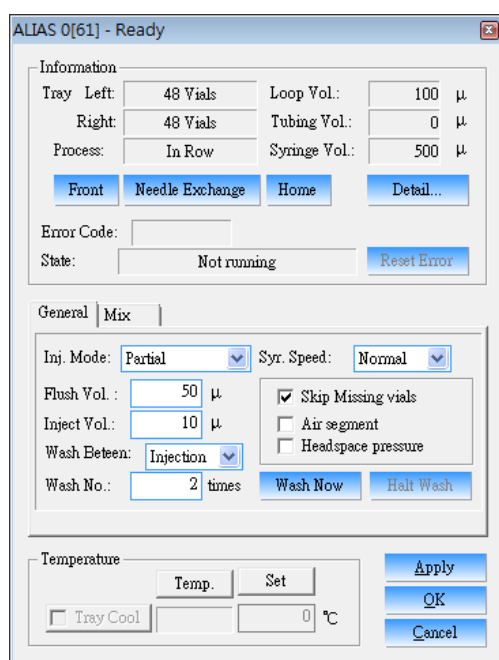 ALIAS 0[61] - Ready
Information
Tray Left: 48 Vials Loop Vol.: 100 μ
Right: 48 Vials Tubing Vol.: 0 μ
Process: In Row Syringe Vol.: 500 μ
Front Needle Exchange Home Detail...
Error Code:
State: Not running Reset Error
General Mix
Inj. Mode: Partial Syr. Speed: Normal
Flush Vol. : 50 μ Skip Missing vials
Inject Vol.: 10 μ Air segment
Headspace pressure
Wash Beteen: Injection
Wash No.: 2 times Wash Now Halt Wash
Temperature
Temp. Set
Tray Cool 0 °C
Apply
OK
Cancel